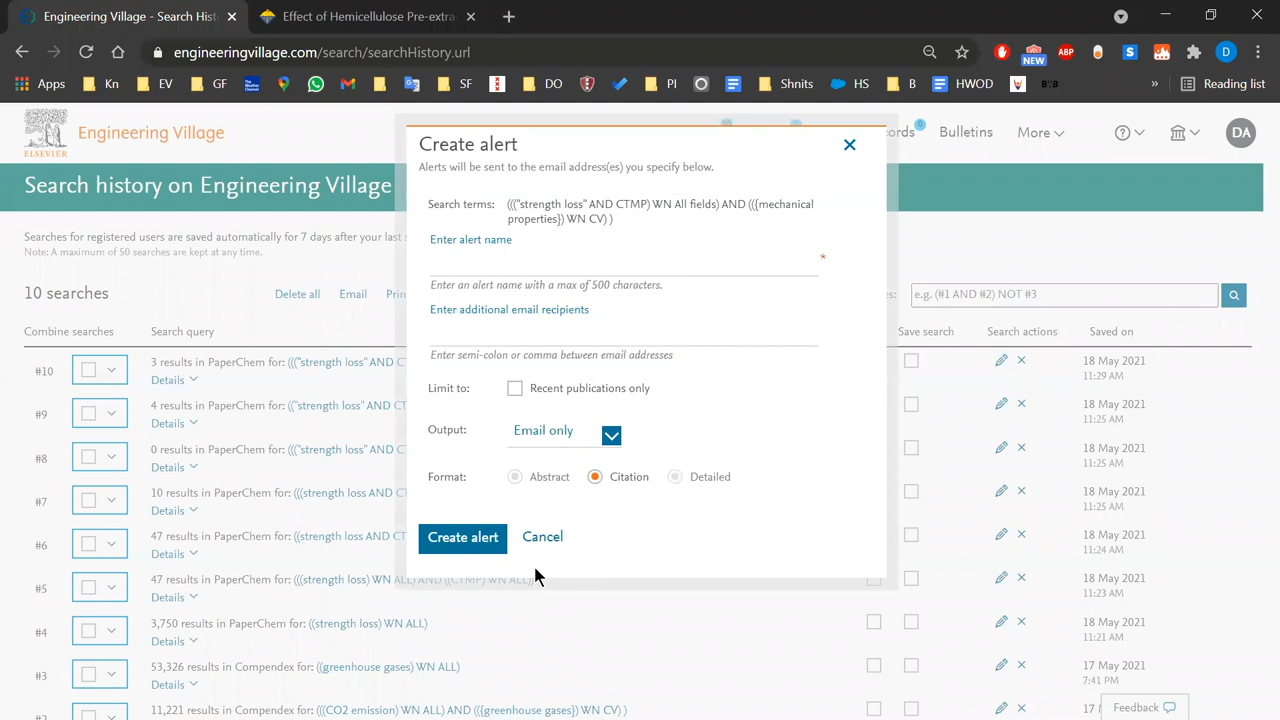 Engineering Village - Search Hist
Effect of Hemicellulose Pre-extra
engineeringvillage.com/search/searchHistory.url
ABP
S
D
NEW
Apps
Kn
EV
GF
SF
DO
PI
Shnits
HS
B
HWOD
»
Reading list
ELSEVIER
Engineering Village
ords
0
Bulletins
More
DA
Search history on Engineering Village
Searches for registered users are saved automatically for 7 days after your last s
Note: A maximum of 50 searches are kept at any time.
10 searches
Delete all
Email
Prin
es:
e.g. (#1 AND #2) NOT #3
Combine searches
Search query
Save search
Search actions
Saved on
#10
3 results in PaperChem for: ((("strength loss" AND CT
Details
18 May 2021
11:29 AM
#9
4 results in PaperChem for: (("strength loss" AND CT
Details
18 May 2021
11:25 AM
#8
0 results in PaperChem for: (("strength loss" AND CT
Details
18 May 2021
11:25 AM
#7
10 results in PaperChem for: ((strength loss AND CT
Details
18 May 2021
11:25 AM
#6
47 results in PaperChem for: ((strength loss AND CT
Details
18 May 2021
11:24 AM
#5
47 results in PaperChem for: ((strength loss) WN ALL) AND ((CTMP) WN ALL)
Details
18 May 2021
11:23 AM
#4
3,750 results in PaperChem for: ((strength loss) WN ALL)
Details
18 May 2021
11:21 AM
#3
53,326 results in Compendex for: ((greenhouse gases) WN ALL)
Details
17 May 2021
7:41 PM
#2
11,221 results in Compendex for: (((CO2 emission) WN ALL) AND ({greenhouse gases} WN CV) )
17
Feedback
Create alert
Alerts will be sent to the email address(es) you specify below.
Search terms:
(((("strength loss" AND CTMP) WN All fields) AND (({mechanical
properties}) WN CV) )
Enter alert name
*
Enter an alert name with a max of 500 characters.
Enter additional email recipients
Enter semi-colon or comma between email addresses
Limit to:
Recent publications only
Output:
Email only
Format:
Abstract
Citation
Detailed
Create alert
Cancel